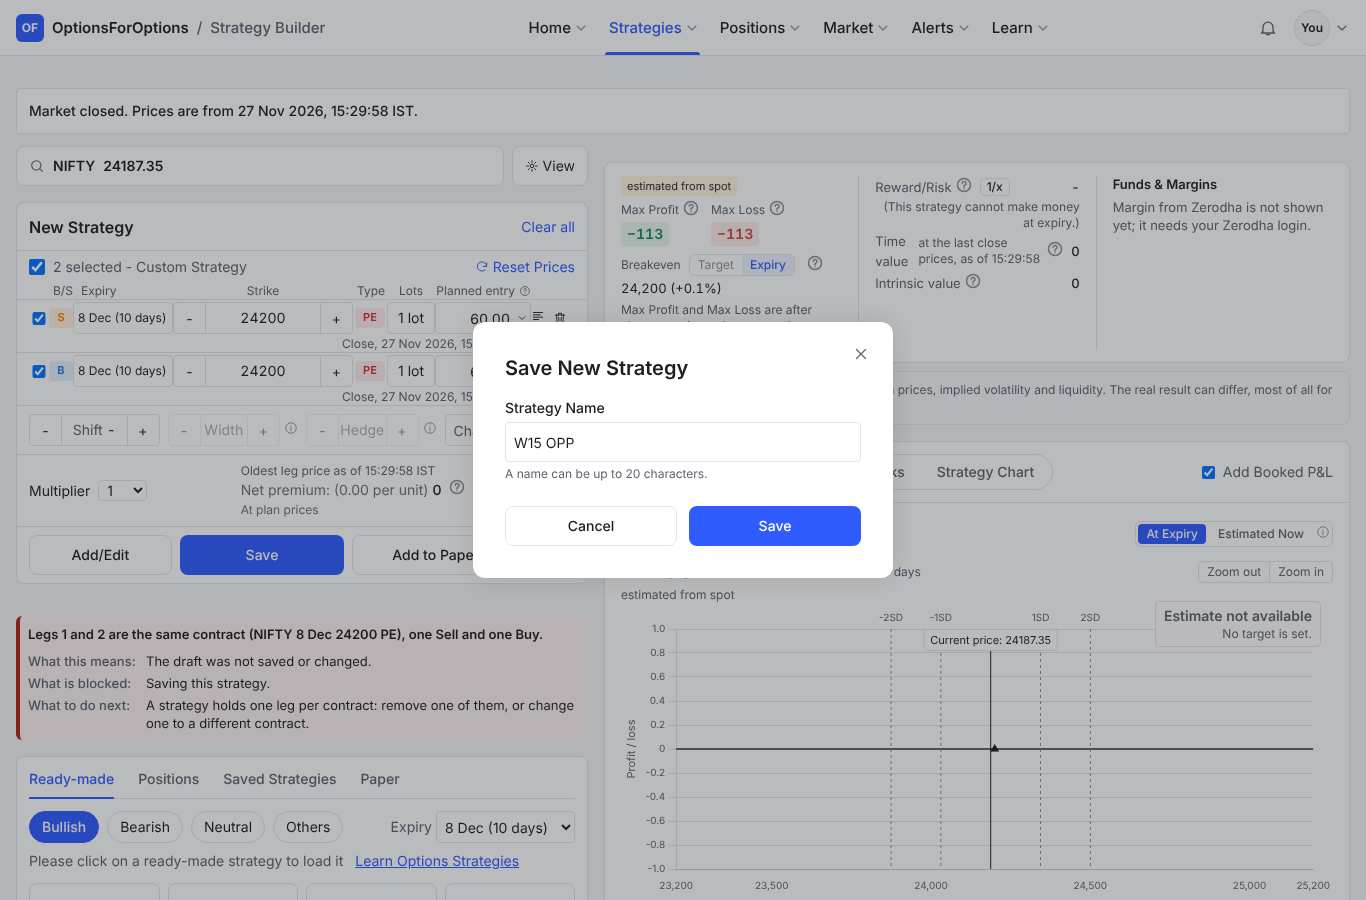 OF OptionsForOptions / Strategy Builder
Home Strategies Positions Market Alerts Learn
You
Market closed. Prices are from 27 Nov 2026, 15:29:58 IST.
NIFTY 24187.35
View
New Strategy
Clear all
2 selected - Custom Strategy
Reset Prices
B/S Expiry Strike Type Lots Planned entry
S 8 Dec (10 days) - 24200 + PE 1 lot 60.00
Close, 27 Nov 2026, 15
B 8 Dec (10 days) - 24200 + PE 1 lot
Close, 27 Nov 2026, 15
- Shift - + - Width + - Hedge +
Multiplier 1
Oldest leg price as of 15:29:58 IST
Net premium: (0.00 per unit) 0
At plan prices
Add/Edit Save Add to Pape
Legs 1 and 2 are the same contract (NIFTY 8 Dec 24200 PE), one Sell and one Buy.
What this means: The draft was not saved or changed.
What is blocked: Saving this strategy.
What to do next: A strategy holds one leg per contract: remove one of them, or change
one to a different contract.
Ready-made Positions Saved Strategies Paper
Bullish Bearish Neutral Others Expiry 8 Dec (10 days)
Please click on a ready-made strategy to load it Learn Options Strategies
estimated from spot
Max Profit Max Loss
−113 −113
Breakeven Target Expiry
24,200 (+0.1%)
Max Profit and Max Loss are after
Reward/Risk 1/x -
(This strategy cannot make money
at expiry.)
Time value at the last close prices, as of 15:29:58 0
Intrinsic value 0
Funds & Margins
Margin from Zerodha is not shown
yet; it needs your Zerodha login.
prices, implied volatility and liquidity. The real result can differ, most of all for
Save New Strategy
Strategy Name
W15 OPP
A name can be up to 20 characters.
Cancel Save
ks Strategy Chart
Add Booked P&L
At Expiry Estimated Now
days
Zoom out Zoom in
estimated from spot
-2SD -1SD 1SD 2SD
Estimate not available
No target is set.
Current price: 24187.35
Profit / loss
1.0
0.8
0.6
0.4
0.2
0
-0.2
-0.4
-0.6
-0.8
-1.0
23,200 23,500 24,000 24,500 25,000 25,200